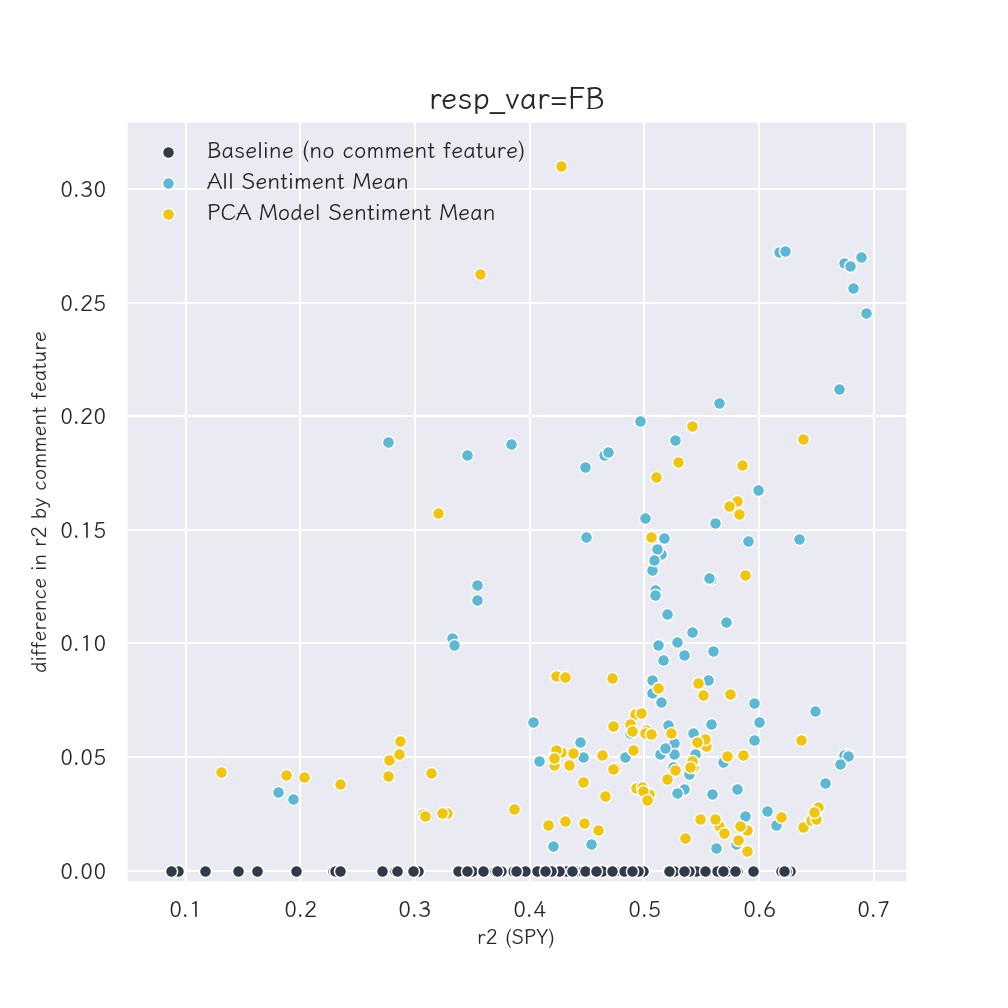 resp_var=FB
Baseline (no comment feature)
All Sentiment Mean
PCA Model Sentiment Mean
difference in r2 by comment feature
0.30
0.25
0.20
0.15
0.10
0.05
0.00
0.1 0.2 0.3 0.4 0.5 0.6 0.7
r2 (SPY)